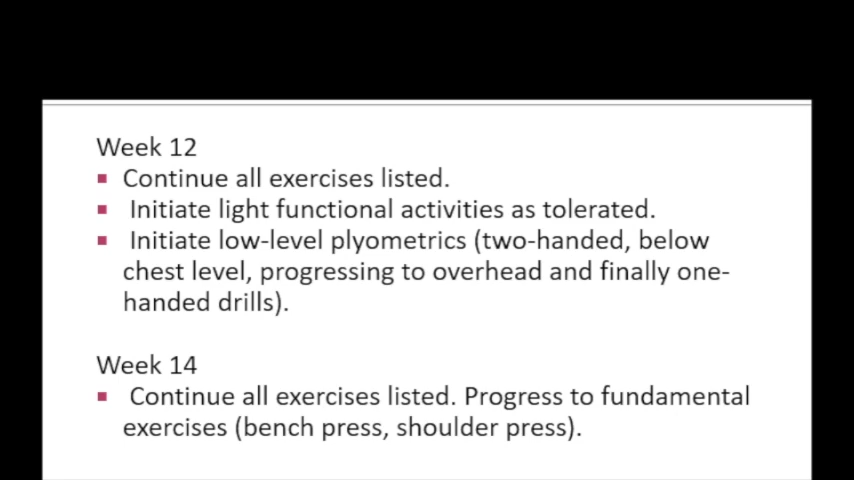 Week 12
▪ Continue all exercises listed.
▪ Initiate light functional activities as tolerated.
▪ Initiate low-level plyometrics (two-handed, below
chest level, progressing to overhead and finally one-
handed drills).
Week 14
▪ Continue all exercises listed. Progress to fundamental
exercises (bench press, shoulder press).